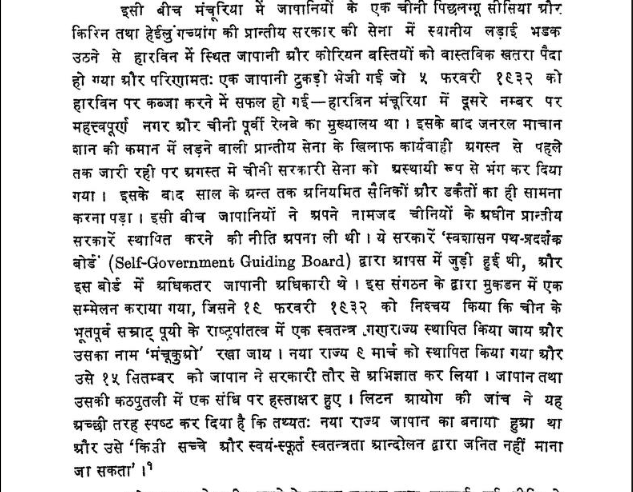 इसी बीच मंचूरिया में जापानियों के एक चीनी पिछलग्गू सीसिया और
किरिन तथा हेईलुंगच्यांग की प्रान्तीय सरकार की सेना में स्थानीय लड़ाई भडक
उठने से हारबिन में स्थित जापानी और कोरियन बस्तियों को वास्तविक खतरा पैदा
हो गया और परिणामतः एक जापानी टुकड़ो भेजी गई जो ५ फरवरी १९३२ को
हारबिन पर कब्जा करने में सफल हो गई—हारबिन मंचूरिया में दूसरे नम्बर पर
महत्त्वपूर्ण नगर और चीनी पूर्वी रेलवे का मुख्यालय था । इसके बाद जनरल माचान
शान की कमान में लड़ने वाली प्रान्तीय सेना के खिलाफ कार्यवाही अगस्त से पहले
तक जारी रही पर अगस्त मे चीनी सरकारी सेना को अस्थायी रूप से भंग कर दिया
गया । इसके बाद साल के अन्त तक अनियमित सैनिकों और डकैतों का ही सामना
करना पड़ा । इसी बीच जापानियों ने अपने नामजद चीनियों के अधीन प्रान्तीय
सरकारें स्थापित करने की नीति अपना ली थी । ये सरकारें 'स्वशासन पथ-प्रदर्शक
बोर्ड' (Self-Government Guiding Board) द्वारा आपस में जुड़ी हुई थी, और
इस बोर्ड में अधिकतर जापानी अधिकारी थे । इस संगठन के द्वारा मुकडन में एक
सम्मेलन कराया गया, जिसने १९ फरवरी १९३२ को निश्चय किया कि चीन के
भूतपूर्व सम्राट् पूयी के राष्ट्रपांतत्व में एक स्वतन्त्र गणराज्य स्थापित किया जाय और
उसका नाम 'मंचूकुओ' रखा जाय । नया राज्य ९ मार्च को स्थापित किया गया और
उसे १५ सितम्बर को जापान ने सरकारी तौर से अभिज्ञात कर लिया । जापान तथा
उसकी कठपुतली में एक संधि पर हस्ताक्षर हुए । लिटन आयोग की जांच ने यह
अच्छी तरह स्पष्ट कर दिया है कि तथ्यतः नया राज्य जापान का बनाया हुआ था
और उसे 'किसी सच्चे और स्वयं-स्फूर्त स्वतन्त्रता आन्दोलन द्वारा जनित नहीं माना
जा सकता' ।१